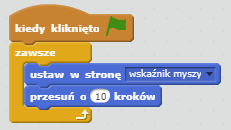 kiedy kliknięto
zawsze
ustaw w stronę wskaźnik myszy
przesuń o 10 kroków